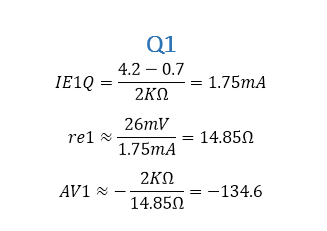 Q1
IE1Q = (4.2 − 0.7) / 2KΩ = 1.75mA
re1 ≈ 26mV / 1.75mA = 14.85Ω
AV1 ≈ − 2KΩ / 14.85Ω = −134.6